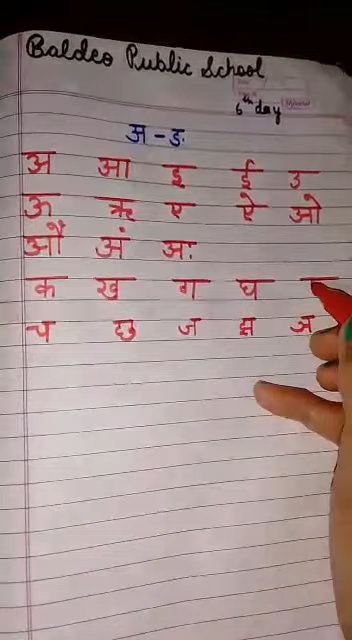 Baldeo Public School
6th day
अ - ङ
अ आ इ ई उ
ऊ ऋ ए ऐ ओ
औ अं अः
क ख ग घ
च छ ज झ ञ